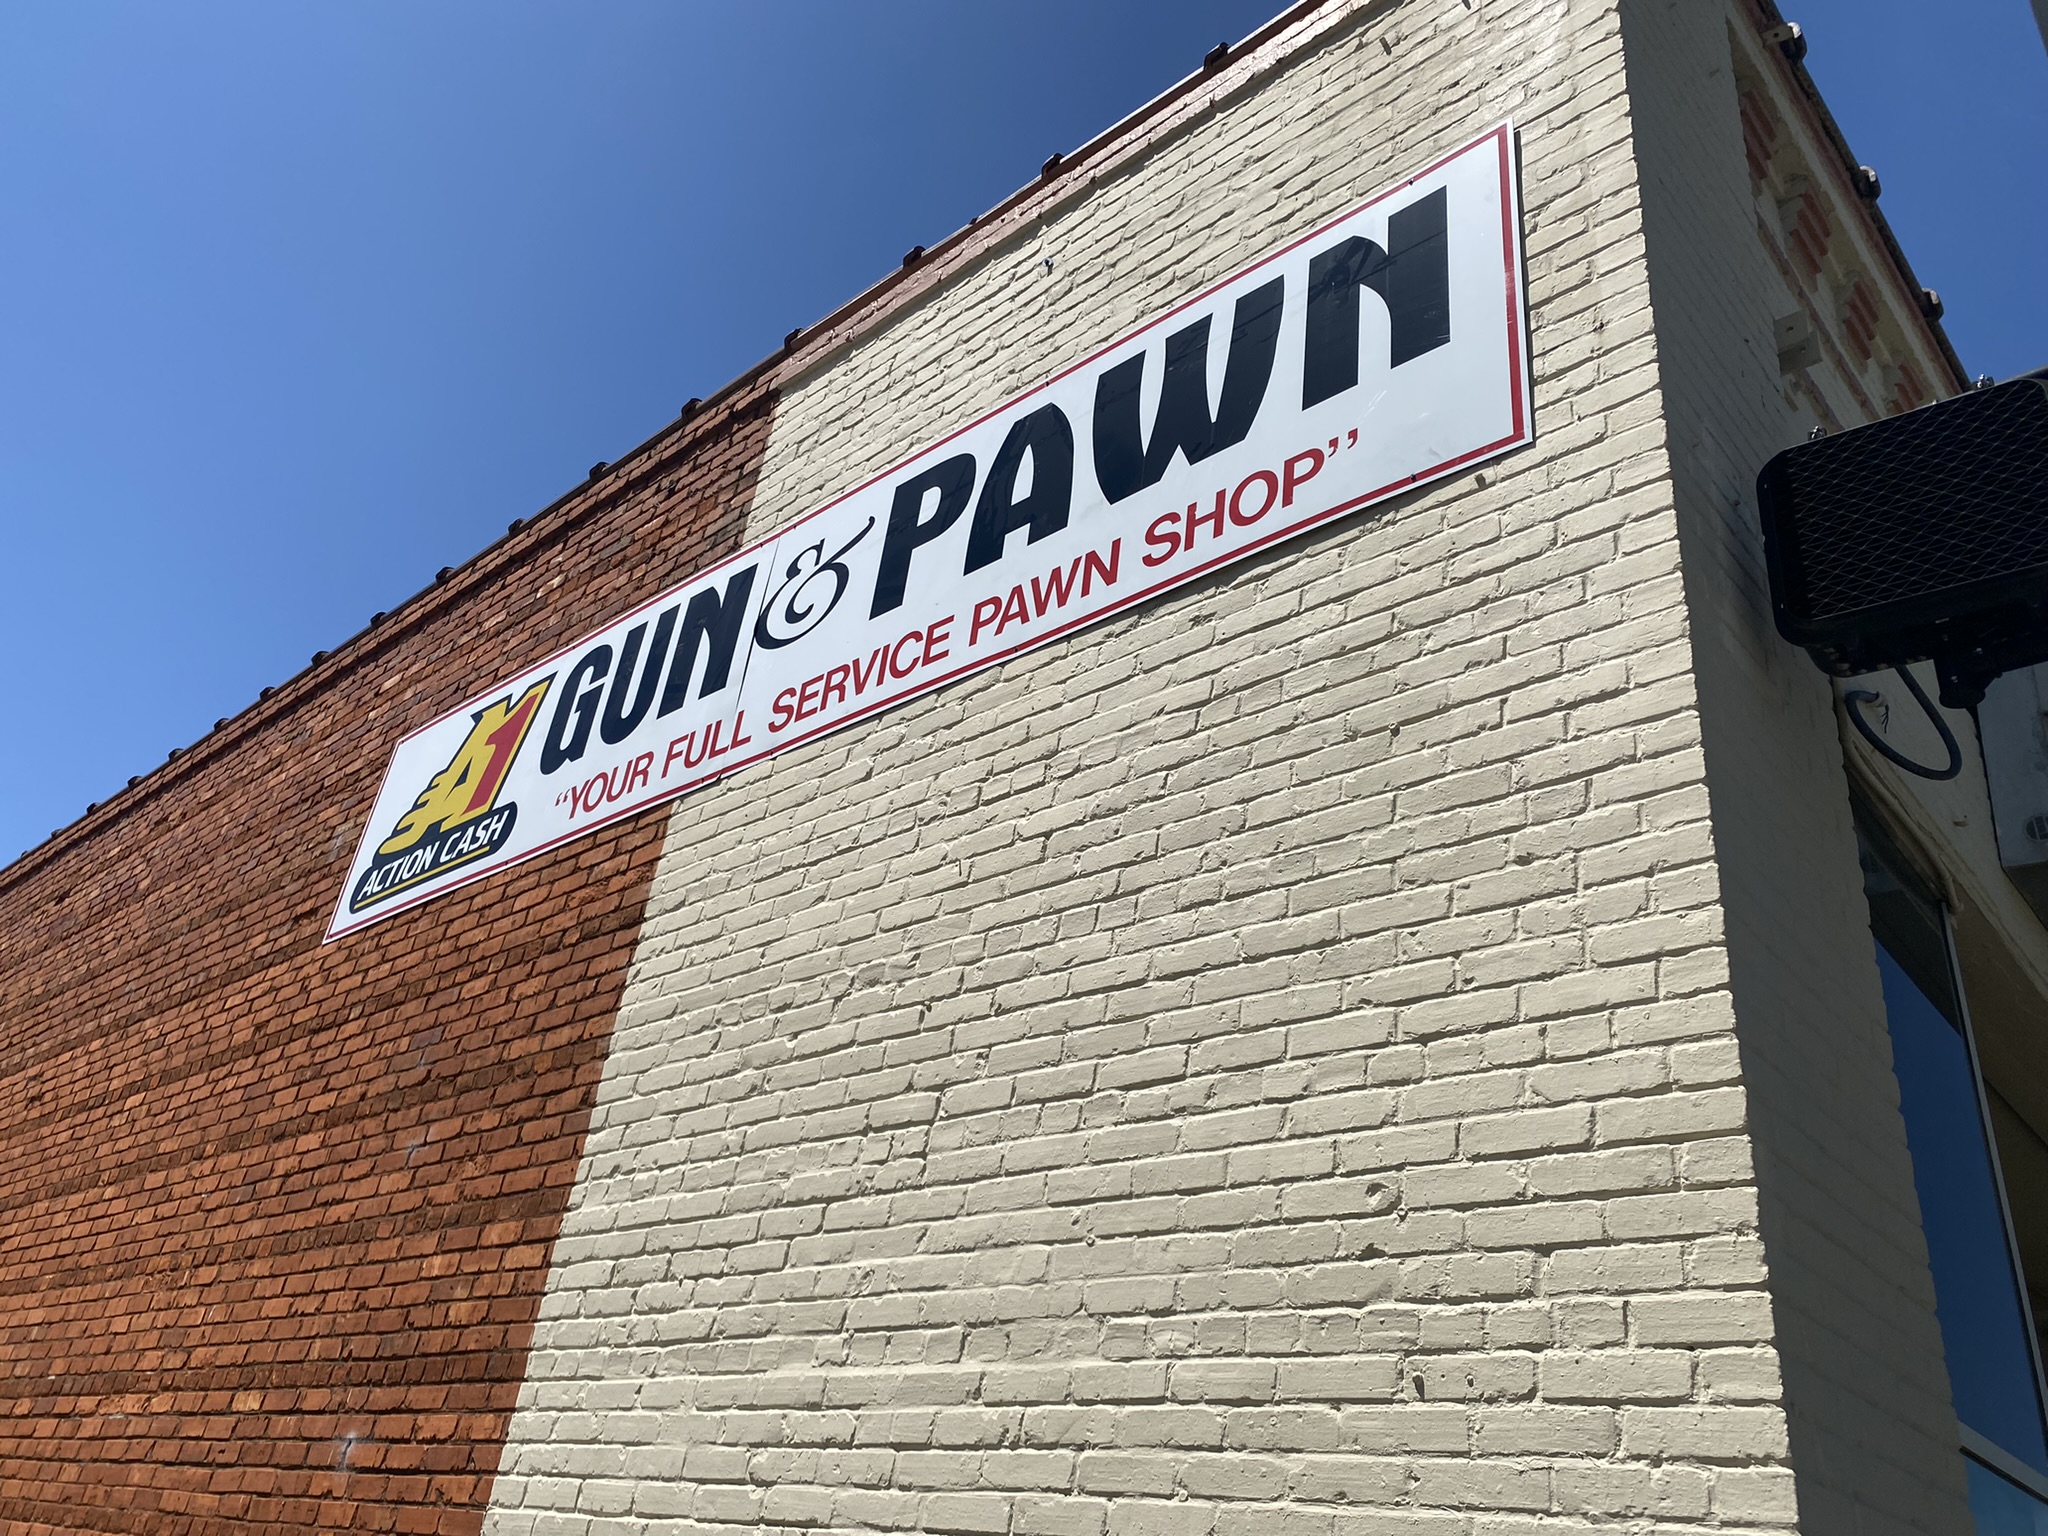 A1
ACTION CASH
GUN & PAWN
“YOUR FULL SERVICE PAWN SHOP”